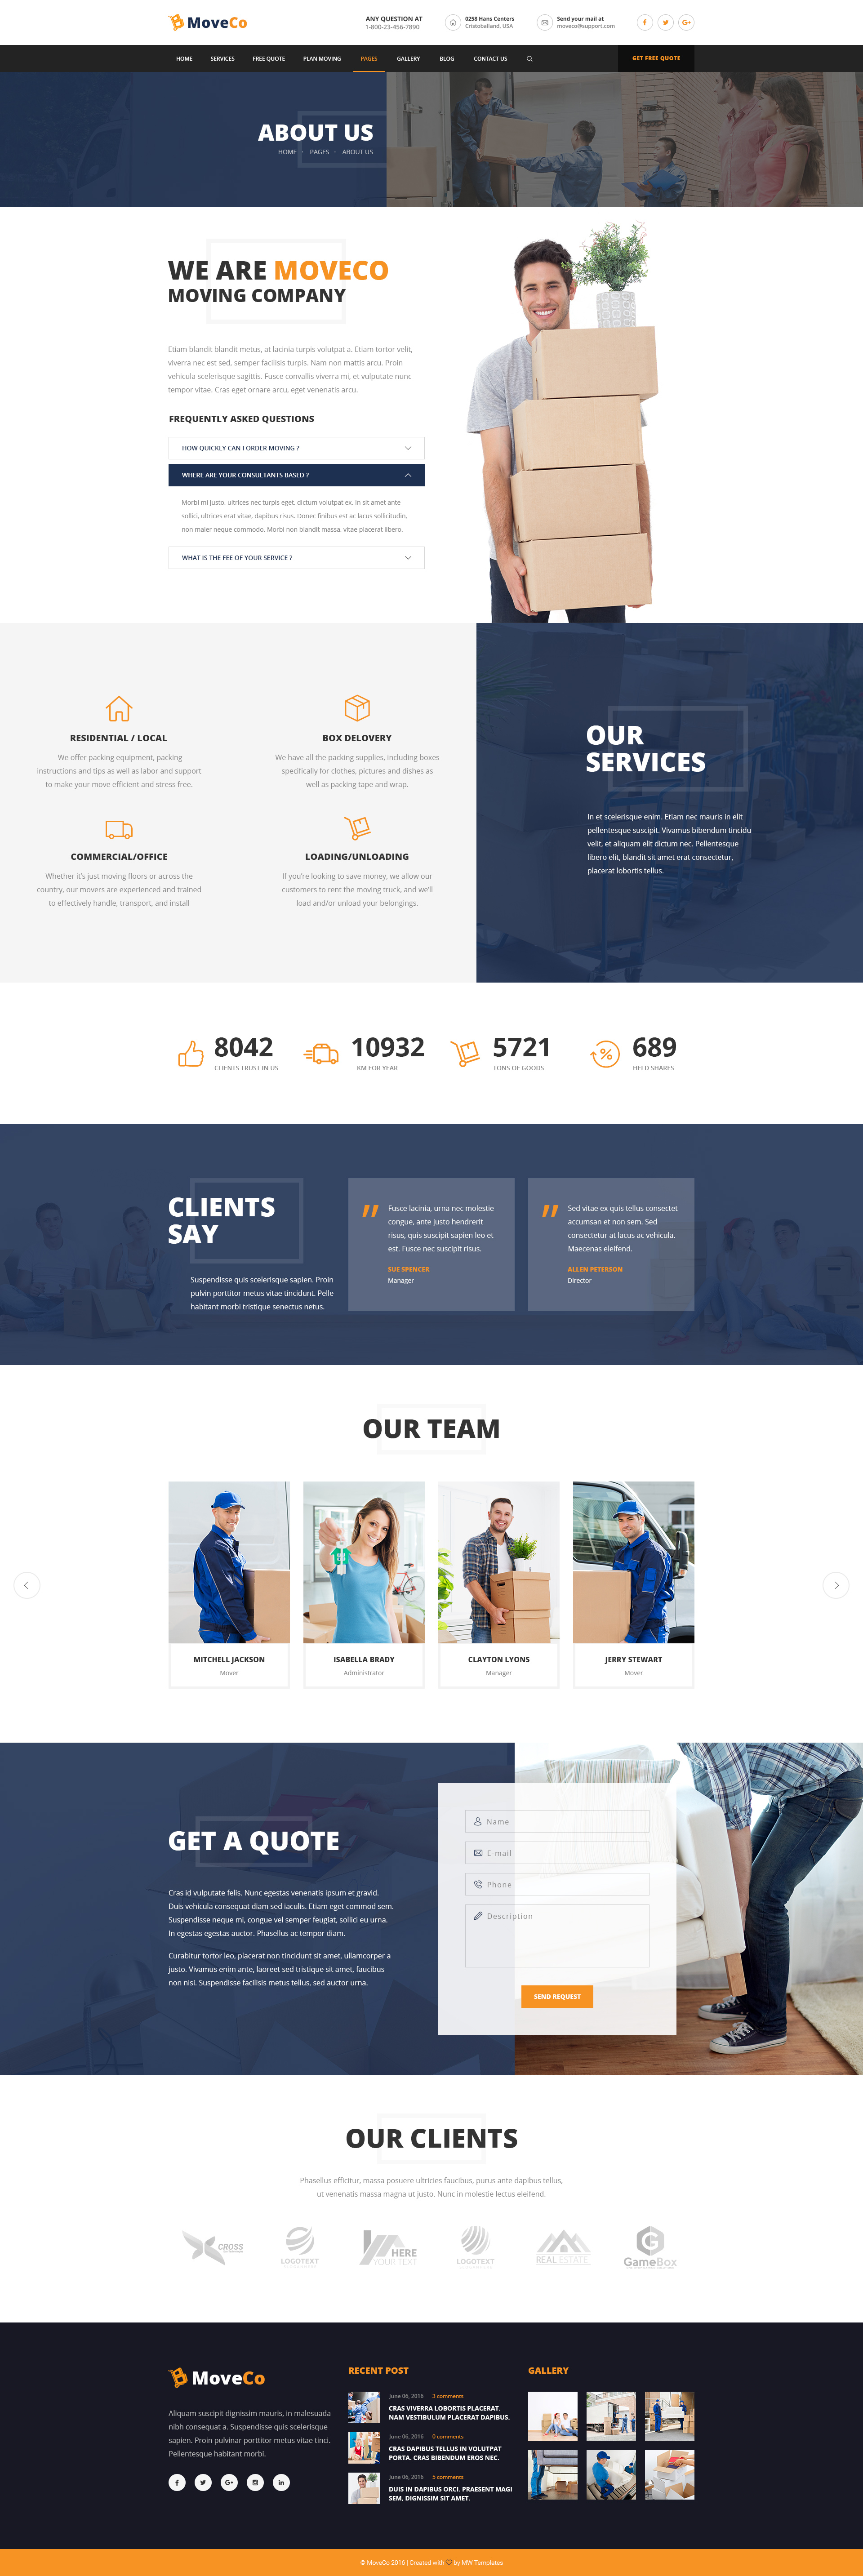 MoveCo
ANY QUESTION AT
1-800-23-456-7890
0258 Hans Centers
Cristoballand, USA
Send your mail at
moveco@support.com
HOME SERVICES FREE QUOTE PLAN MOVING PAGES GALLERY BLOG CONTACT US
GET FREE QUOTE
ABOUT US
HOME - PAGES - ABOUT US
WE ARE MOVECO
MOVING COMPANY
Etiam blandit blandit metus, at lacinia turpis volutpat a. Etiam tortor velit,
viverra nec est sed, semper facilisis turpis. Nam non mattis arcu. Proin
vehicula scelerisque sagittis. Fusce convallis viverra mi, et vulputate nunc
tempor vitae. Cras eget ornare arcu, eget venenatis arcu.
FREQUENTLY ASKED QUESTIONS
HOW QUICKLY CAN I ORDER MOVING ?
WHERE ARE YOUR CONSULTANTS BASED ?
Morbi mi justo, ultrices nec turpis eget, dictum volutpat ex. In sit amet ante
sollici, ultrices erat vitae, dapibus risus. Donec finibus est ac lacus sollicitudin,
non maler neque commodo. Morbi non blandit massa, vitae placerat libero.
WHAT IS THE FEE OF YOUR SERVICE ?
RESIDENTIAL / LOCAL
We offer packing equipment, packing
instructions and tips as well as labor and support
to make your move efficient and stress free.
BOX DELOVERY
We have all the packing supplies, including boxes
specifically for clothes, pictures and dishes as
well as packing tape and wrap.
COMMERCIAL/OFFICE
Whether it's just moving floors or across the
country, our movers are experienced and trained
to effectively handle, transport, and install
LOADING/UNLOADING
If you're looking to save money, we allow our
customers to rent the moving truck, and we'll
load and/or unload your belongings.
OUR
SERVICES
In et scelerisque enim. Etiam nec mauris in elit
pellentesque suscipit. Vivamus bibendum tincidu
velit, et aliquam elit dictum nec. Pellentesque
libero elit, blandit sit amet erat consectetur,
placerat lobortis tellus.
8042
CLIENTS TRUST IN US
10932
KM FOR YEAR
5721
TONS OF GOODS
689
HELD SHARES
CLIENTS
SAY
Suspendisse quis scelerisque sapien. Proin
pulvin porttitor metus vitae tincidunt. Pelle
habitant morbi tristique senectus netus.
Fusce lacinia, urna nec molestie
congue, ante justo hendrerit
risus, quis suscipit sapien leo et
est. Fusce nec suscipit risus.
SUE SPENCER
Manager
Sed vitae ex quis tellus consectet
accumsan et non sem. Sed
consectetur at lacus ac vehicula.
Maecenas eleifend.
ALLEN PETERSON
Director
OUR TEAM
MITCHELL JACKSON
Mover
ISABELLA BRADY
Administrator
CLAYTON LYONS
Manager
JERRY STEWART
Mover
GET A QUOTE
Cras id vulputate felis. Nunc egestas venenatis ipsum et gravid.
Duis vehicula consequat diam sed iaculis. Etiam eget commod sem.
Suspendisse neque mi, congue vel semper feugiat, sollici eu urna.
In egestas egestas auctor. Phasellus ac tempor diam.
Curabitur tortor leo, placerat non tincidunt sit amet, ullamcorper a
justo. Vivamus enim ante, laoreet sed tristique sit amet, faucibus
non nisi. Suspendisse facilisis metus tellus, sed auctor urna.
Name
E-mail
Phone
Description
SEND REQUEST
OUR CLIENTS
Phasellus efficitur, massa posuere ultricies faucibus, purus ante dapibus tellus,
ut venenatis massa magna ut justo. Nunc in molestie lectus eleifend.
CROSS
LOGOTEXT
HERE
YOUR TEXT
LOGOTEXT
REAL ESTATE
GameBox
MoveCo
Aliquam suscipit dignissim mauris, in malesuada
nibh consequat a. Suspendisse quis scelerisque
sapien. Proin pulvinar porttitor metus vitae tinci.
Pellentesque habitant morbi.
RECENT POST
June 06, 2016 3 comments
CRAS VIVERRA LOBORTIS PLACERAT.
NAM VESTIBULUM PLACERAT DAPIBUS.
June 06, 2016 0 comments
CRAS DAPIBUS TELLUS IN VOLUTPAT
PORTA. CRAS BIBENDUM EROS NEC.
June 06, 2016 5 comments
DUIS IN DAPIBUS ORCI. PRAESENT MAGI
SEM, DIGNISSIM SIT AMET.
GALLERY
© MoveCo 2016 | Created with by MW Templates